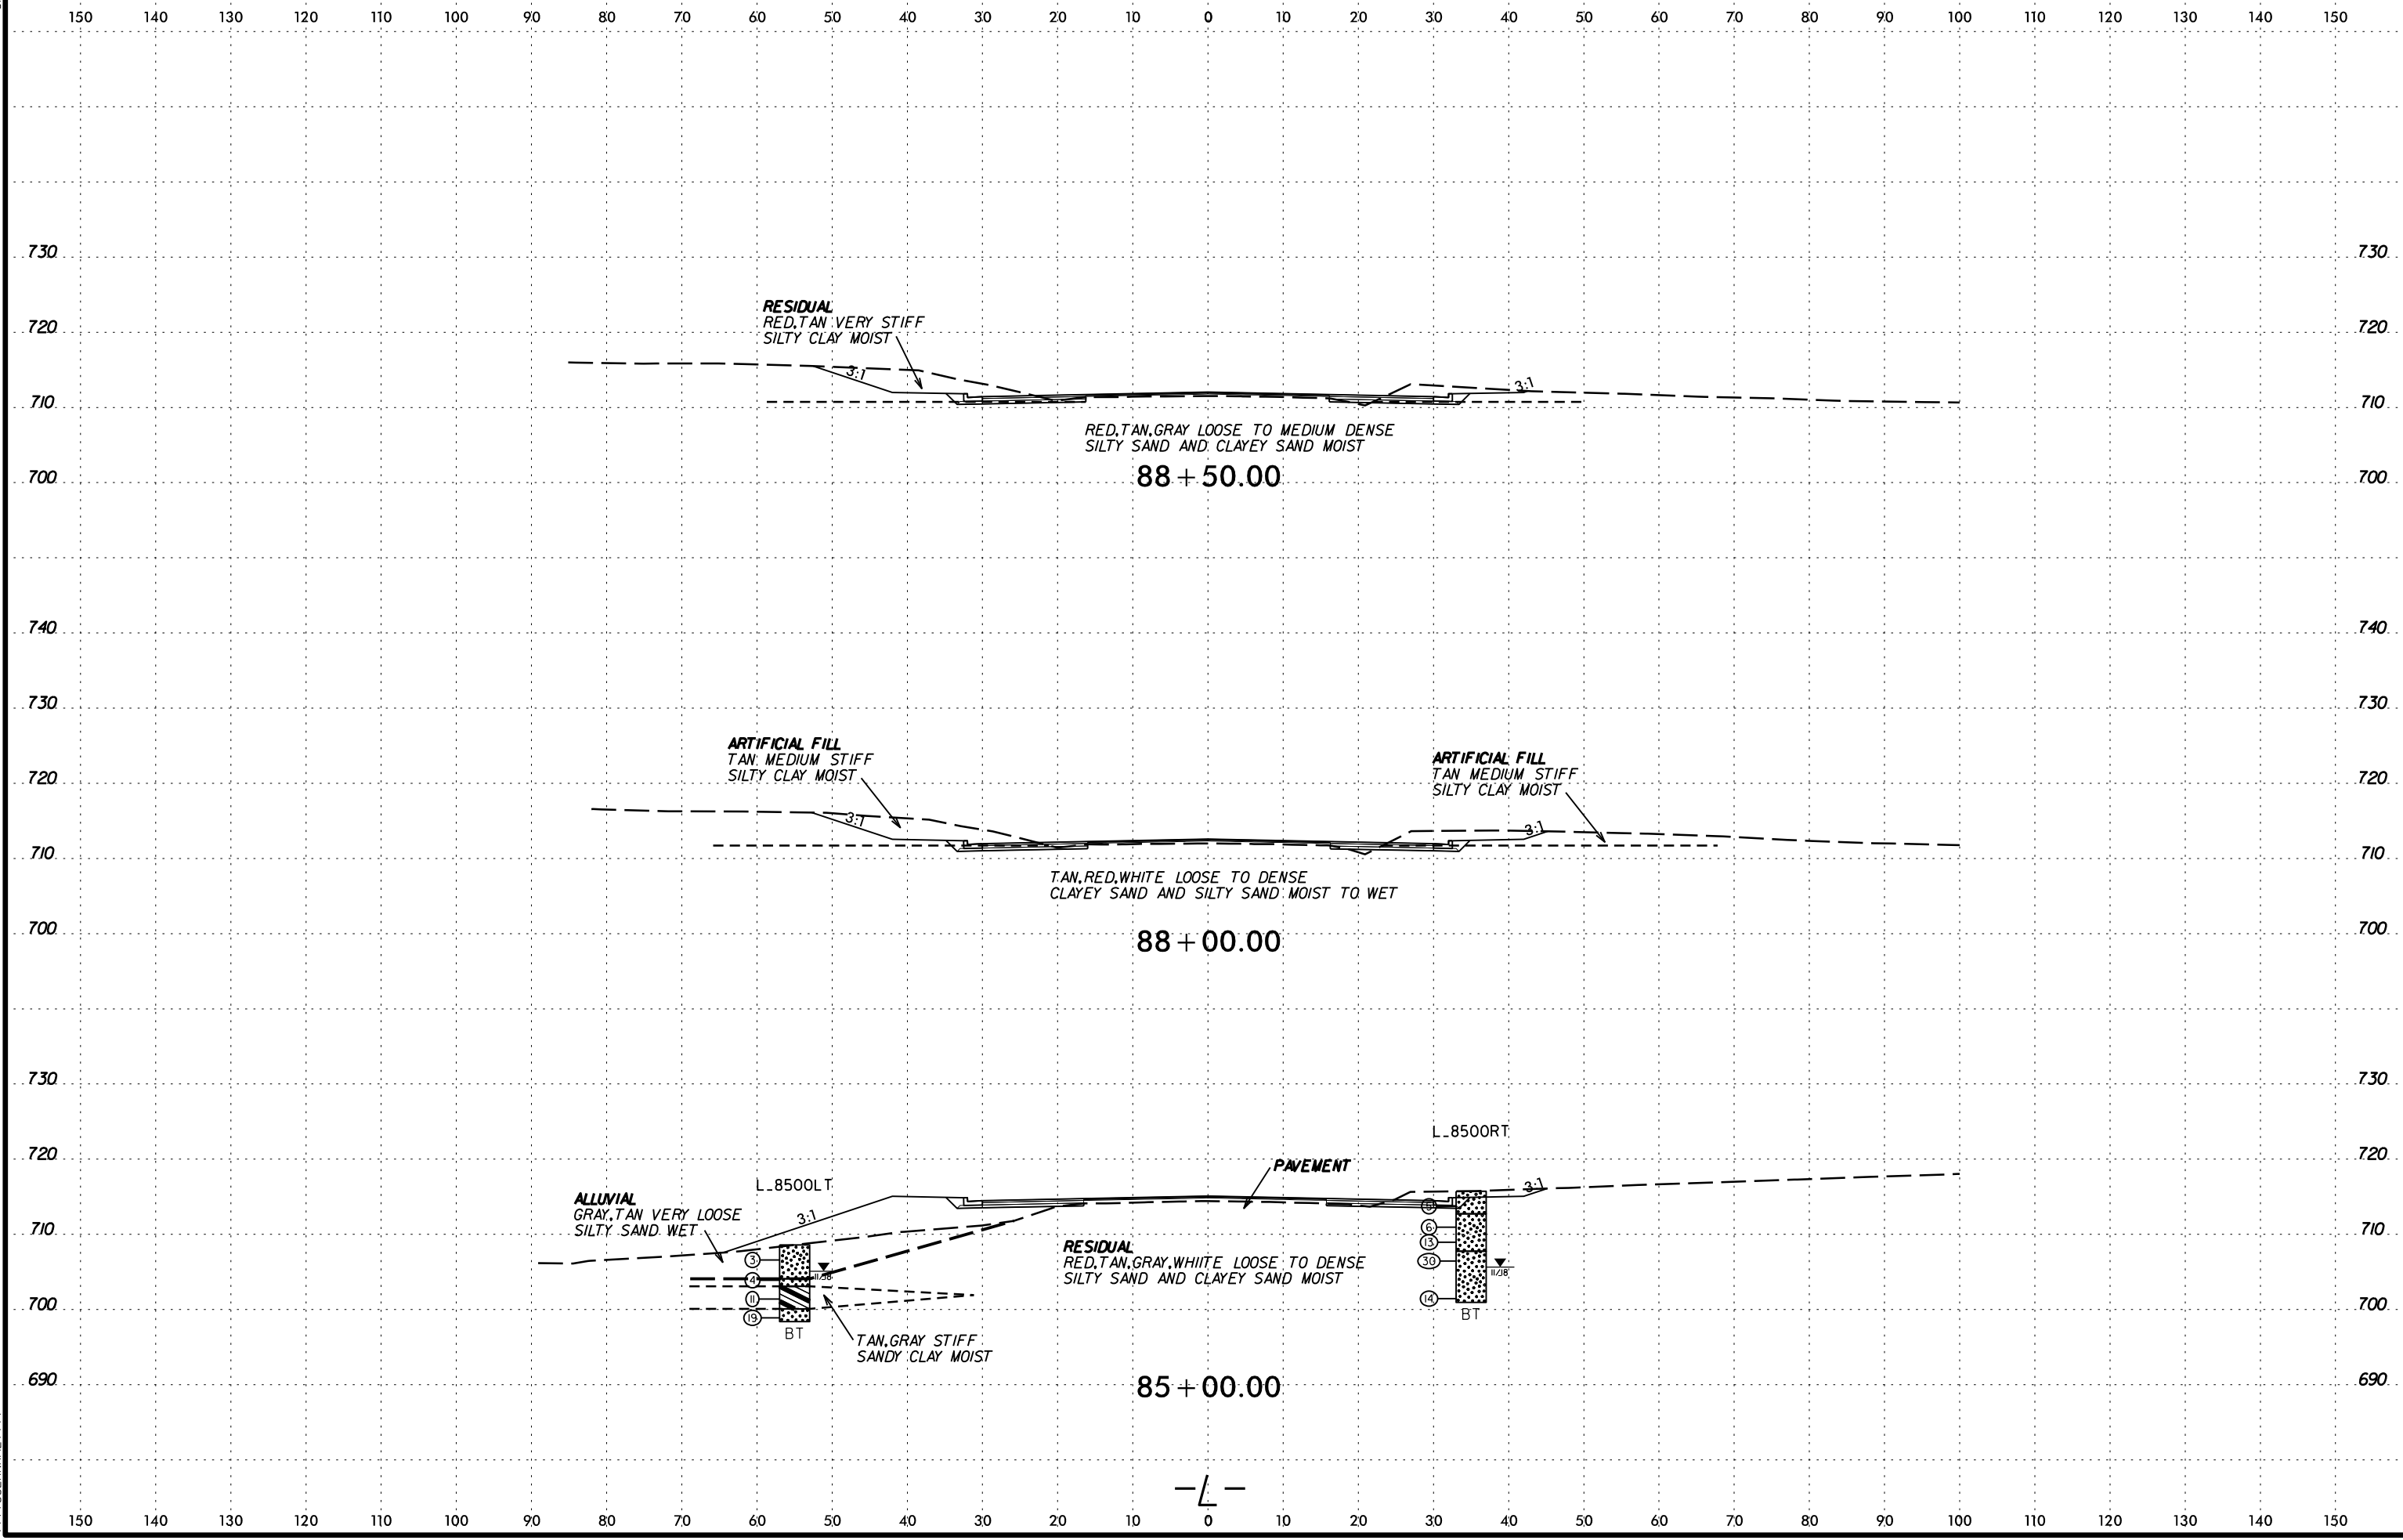 150 140 130 120 110 100 90 80 70 60 50 40 30 20 10 0 10 20 30 40 50 60 70 80 90 100 110 120 130 140 150
730 730
RESIDUAL
RED,TAN VERY STIFF
SILTY CLAY MOIST
720 720
3:1 3:1
710 710
RED,TAN,GRAY LOOSE TO MEDIUM DENSE
SILTY SAND AND CLAYEY SAND MOIST
700 700
88+50.00
740 740
730 730
ARTIFICIAL FILL
TAN MEDIUM STIFF
SILTY CLAY MOIST
ARTIFICIAL FILL
TAN MEDIUM STIFF
SILTY CLAY MOIST
720 720
3:1 3:1
710 710
TAN,RED,WHITE LOOSE TO DENSE
CLAYEY SAND AND SILTY SAND MOIST TO WET
700 700
88+00.00
730 730
L_8500RT
720 720
PAVEMENT
L_8500LT
3:1
ALLUVIAL
GRAY,TAN VERY LOOSE
SILTY SAND WET
3:1
710 710
RESIDUAL
RED,TAN,GRAY,WHIITE LOOSE TO DENSE
SILTY SAND AND CLAYEY SAND MOIST
3
4
11
19
BT
11/18
5
6
13
30
14
BT
11/18
700 700
TAN,GRAY STIFF
SANDY CLAY MOIST
690 690
85+00.00
-L-
150 140 130 120 110 100 90 80 70 60 50 40 30 20 10 0 10 20 30 40 50 60 70 80 90 100 110 120 130 140 150